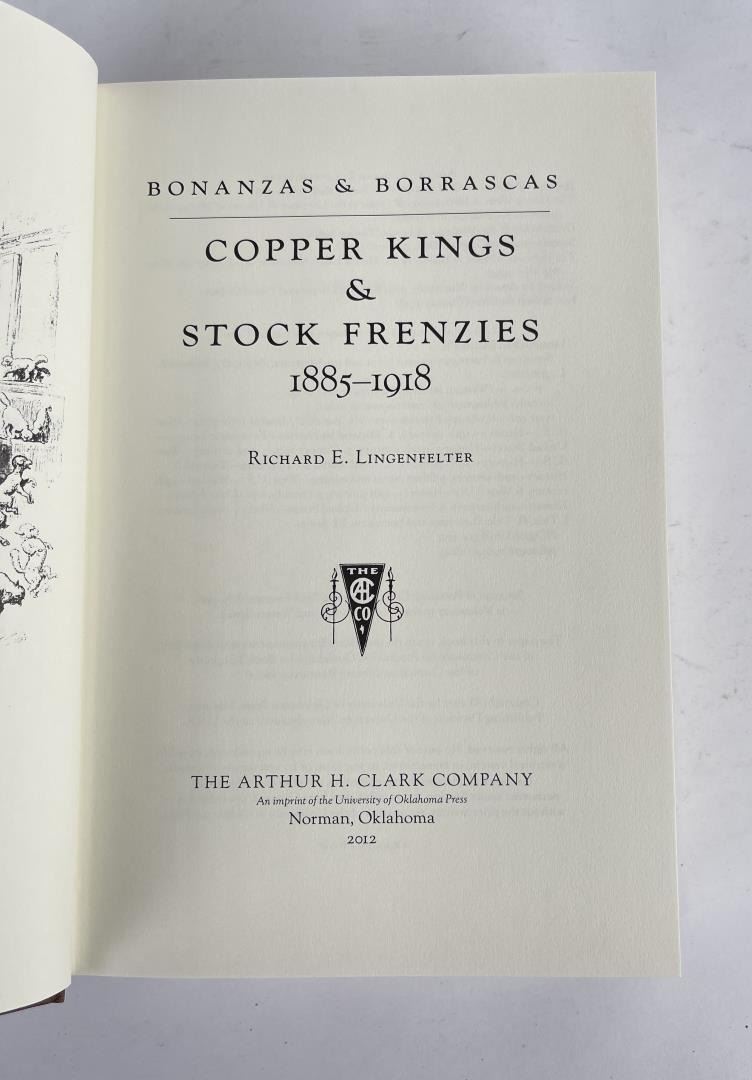 BONANZAS & BORRASCAS
COPPER KINGS
&
STOCK FRENZIES
1885–1918
RICHARD E. LINGENFELTER
THE
AHC
CO
THE ARTHUR H. CLARK COMPANY
An imprint of the University of Oklahoma Press
Norman, Oklahoma
2012